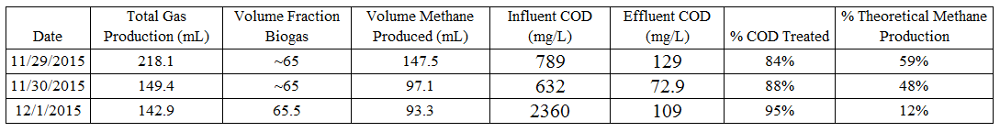 Date Total Gas Production (mL) Volume Fraction Biogas Volume Methane Produced (mL) Influent COD (mg/L) Effluent COD (mg/L) % COD Treated % Theoretical Methane Production
11/29/2015 218.1 ~65 147.5 789 129 84% 59%
11/30/2015 149.4 ~65 97.1 632 72.9 88% 48%
12/1/2015 142.9 65.5 93.3 2360 109 95% 12%